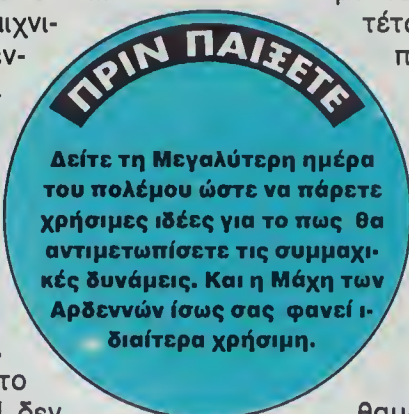 ΠΡΙΝ ΠΑΙΞΕΤΕ
Δείτε τη Μεγαλύτερη ημέρα
του πολέμου ώστε να πάρετε
χρήσιμες ιδέες για το πως θα
αντιμετωπίσετε τις συμμαχι-
κές δυνάμεις. Και η Μάχη των
Αρδεννών ίσως σας φανεί ι-
διαίτερα χρήσιμη.